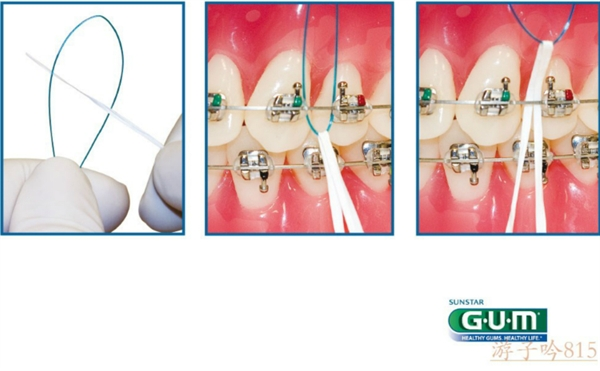 SUNSTAR
G·U·M
HEALTHY GUMS. HEALTHY LIFE.
游子吟815